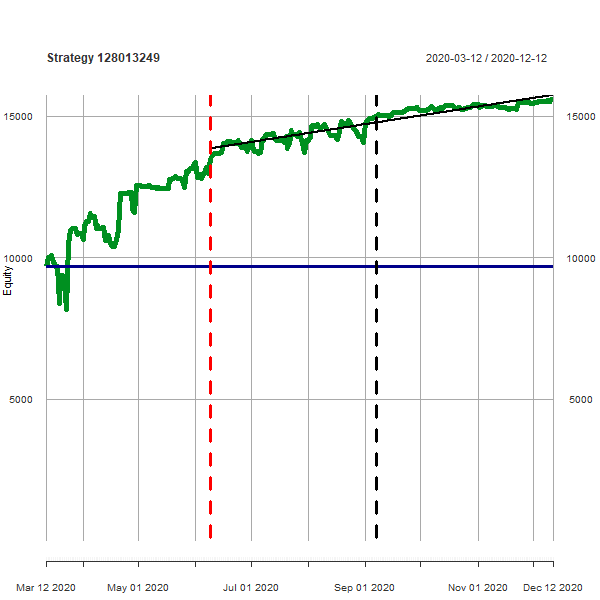 Strategy 128013249
2020-03-12 / 2020-12-12
15000
15000
10000
10000
Equity
5000
5000
Mar 12 2020
May 01 2020
Jul 01 2020
Sep 01 2020
Nov 01 2020
Dec 12 2020